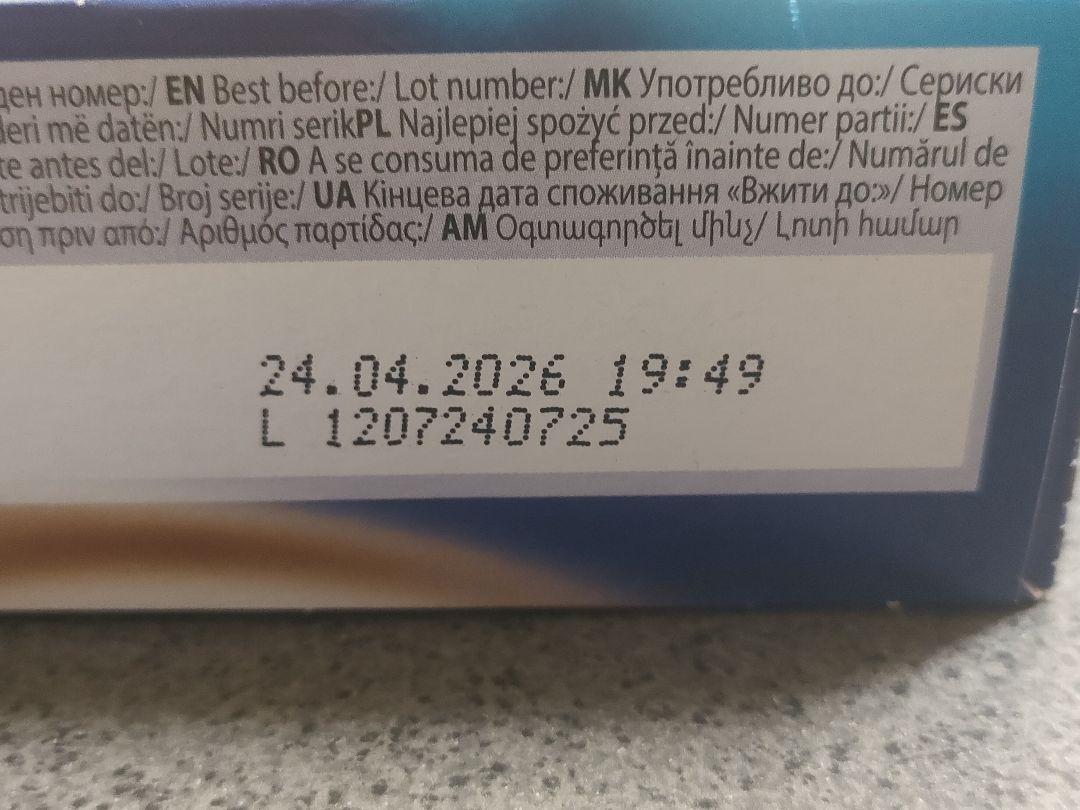 ден номер:/ EN Best before:/ Lot number:/ MK Употребливо до:/ Сериски
deri më datën:/ Numri serikPL Najlepiej spożyć przed:/ Numer partii:/ ES
te antes del:/ Lote:/ RO A se consuma de preferință înainte de:/ Numărul de
trijebiti do:/ Broj serije:/ UA Кінцева дата споживання «Вжити до:»/ Номер
ση πριν από:/ Αριθμός παρτίδας:/ AM Օգտագործել մինչ/ Լոտի համար
24.04.2026 19:49
L 1207240725